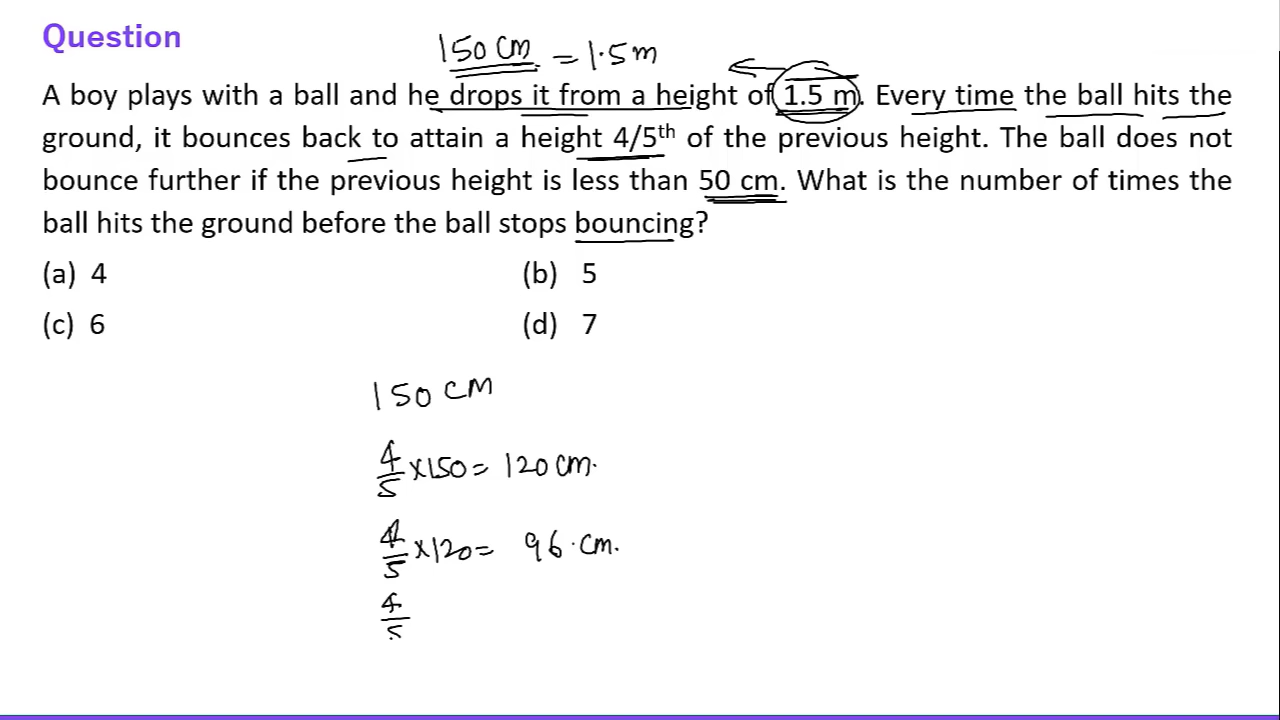 Question
150 cm = 1.5 m
A boy plays with a ball and he drops it from a height of 1.5 m. Every time the ball hits the
ground, it bounces back to attain a height 4/5th of the previous height. The ball does not
bounce further if the previous height is less than 50 cm. What is the number of times the
ball hits the ground before the ball stops bouncing?
(a) 4 (b) 5
(c) 6 (d) 7
150 cm
4/5 ×150 = 120 cm.
4/5 ×120 = 96 cm.
4/5